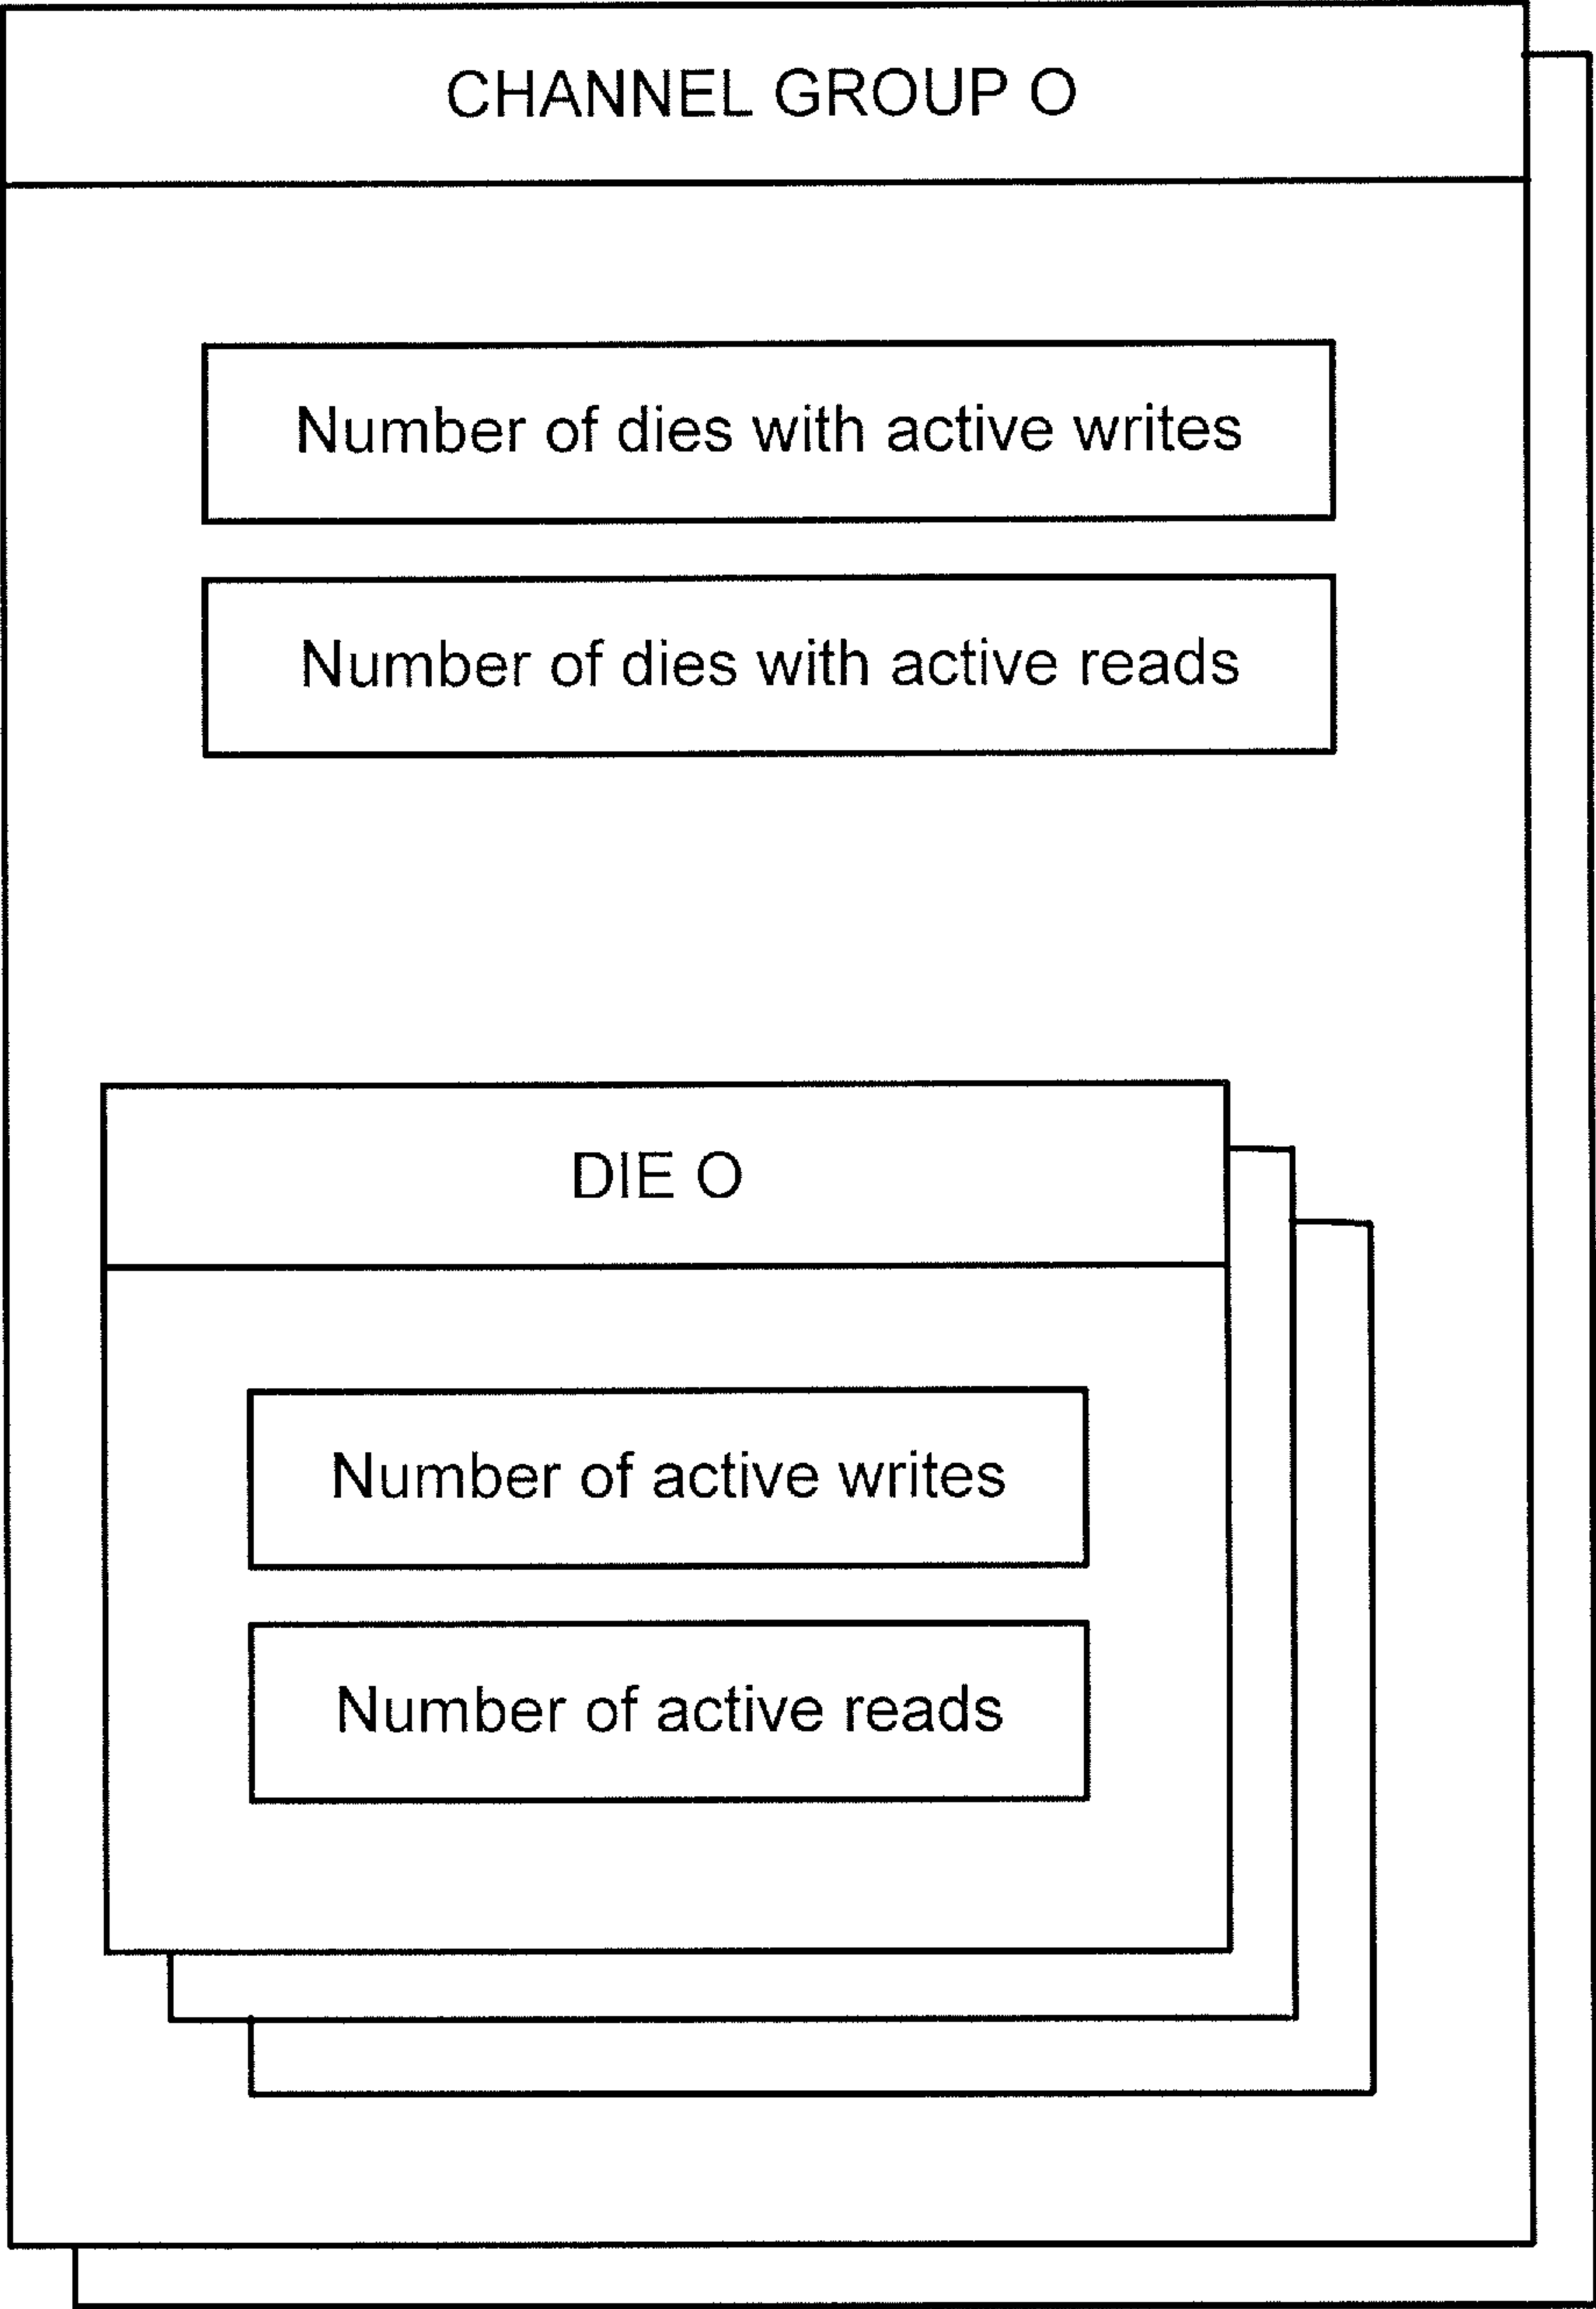 CHANNEL GROUP O
Number of dies with active writes
Number of dies with active reads
DIE O
Number of active writes
Number of active reads